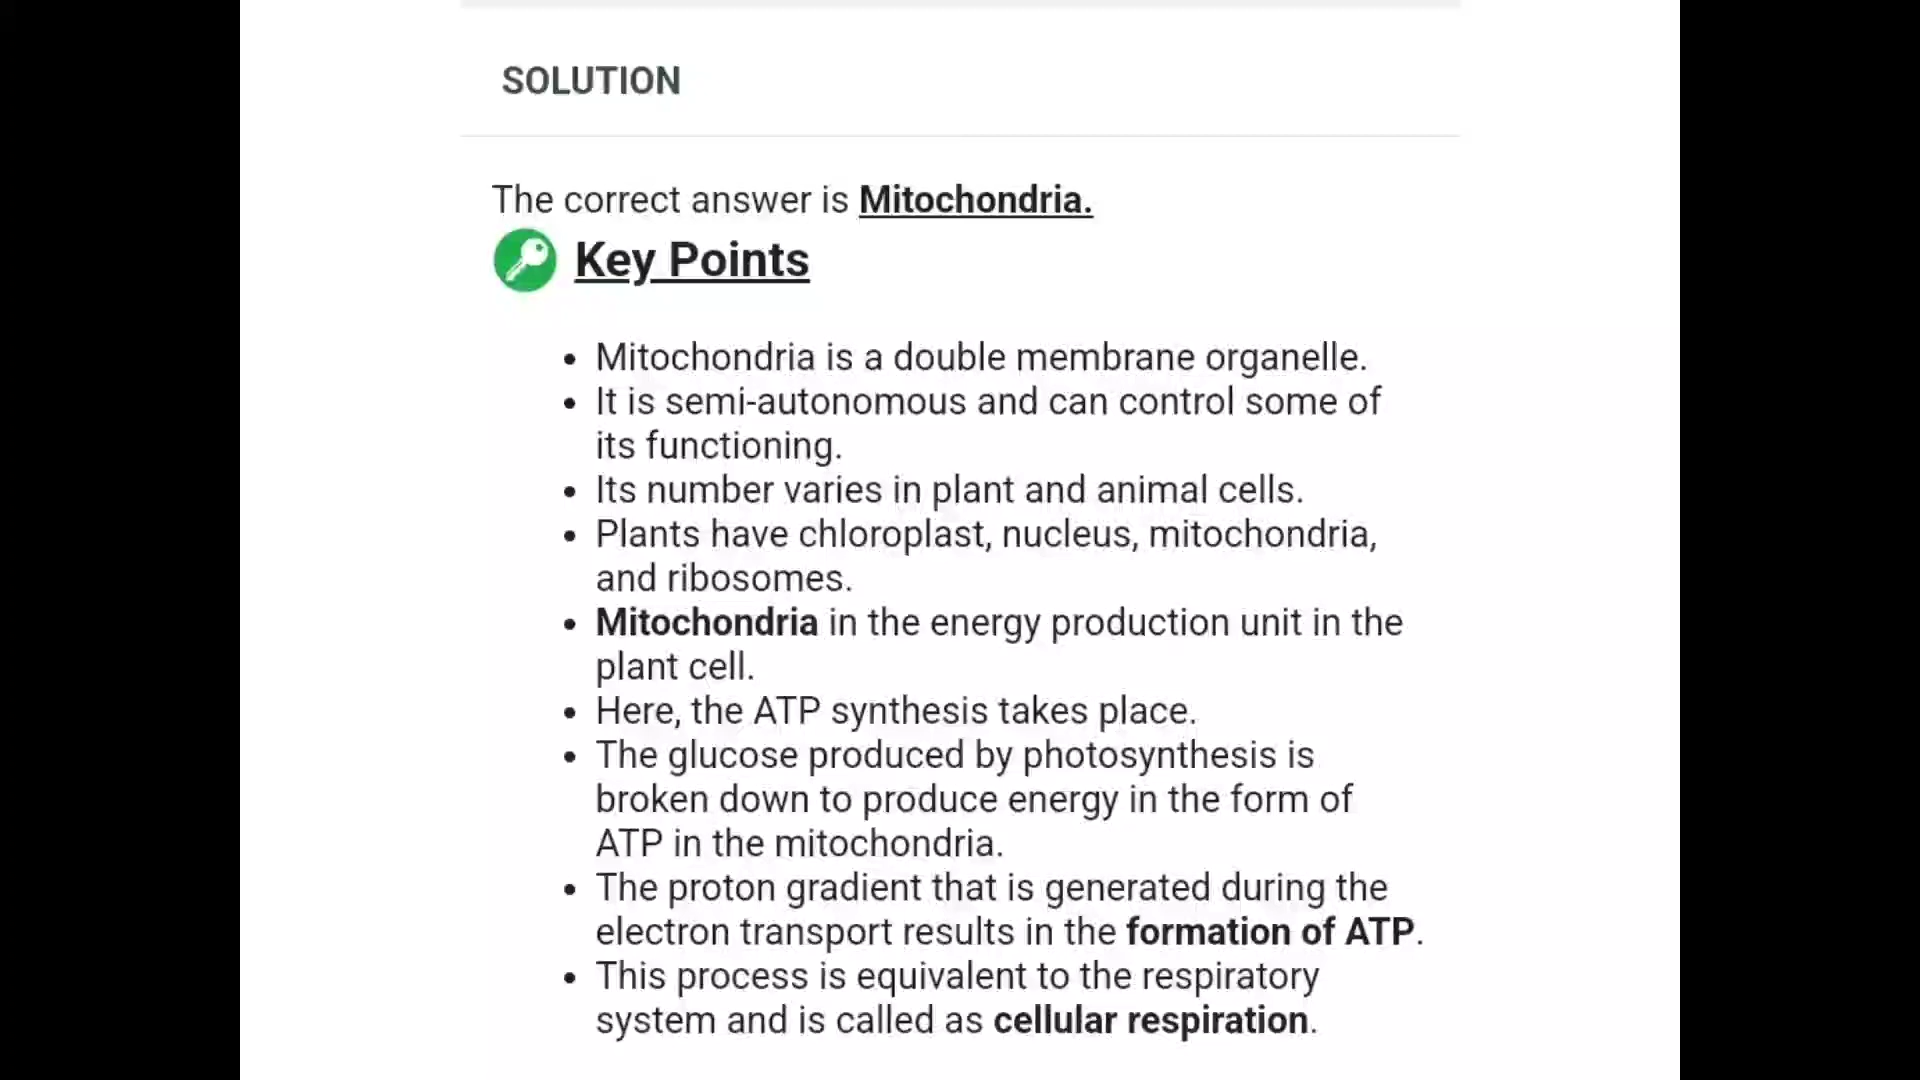 SOLUTION
The correct answer is Mitochondria.
Key Points
• Mitochondria is a double membrane organelle.
• It is semi-autonomous and can control some of
its functioning.
• Its number varies in plant and animal cells.
• Plants have chloroplast, nucleus, mitochondria,
and ribosomes.
• Mitochondria in the energy production unit in the
plant cell.
• Here, the ATP synthesis takes place.
• The glucose produced by photosynthesis is
broken down to produce energy in the form of
ATP in the mitochondria.
• The proton gradient that is generated during the
electron transport results in the formation of ATP.
• This process is equivalent to the respiratory
system and is called as cellular respiration.